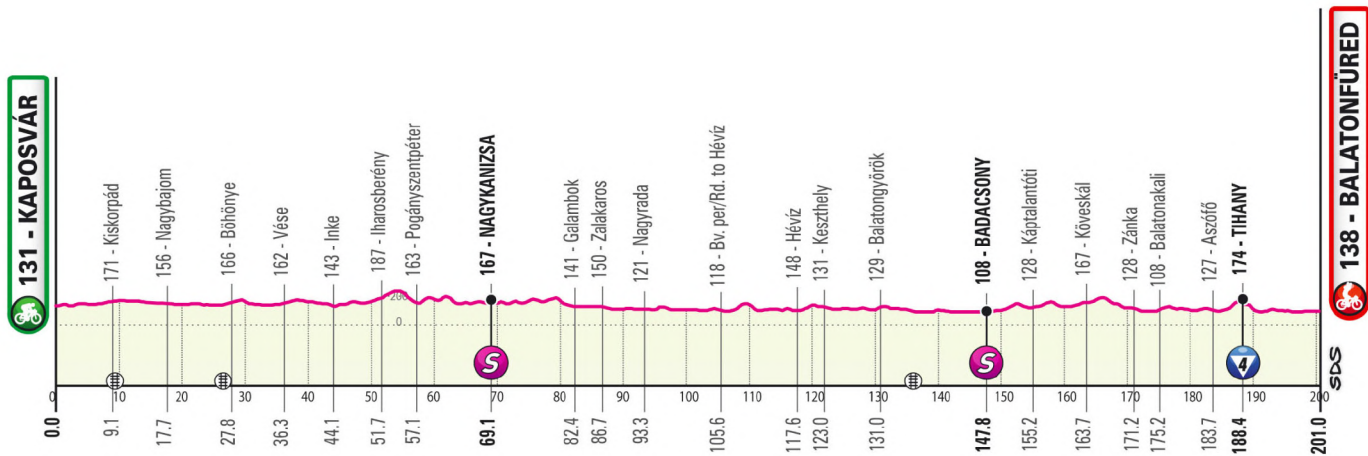 131 - KAPOSVÁR
171 - Kiskorpád
156 - Nagybajom
166 - Böhönye
162 - Vése
143 - Inke
187 - Iharosberény
163 - Pogányszentpéter
167 - NAGYKANIZSA
141 - Galambok
150 - Zalakaros
121 - Nagyrada
118 - Bv. per/Rd. to Hévíz
148 - Hévíz
131 - Keszthely
129 - Balatongyörök
108 - BADACSONY
128 - Káptalantóti
167 - Köveskál
128 - Zánka
108 - Balatonakali
127 - Aszófő
174 - TIHANY
138 - BALATONFÜRED
200
0
S
S
4
SDS
0 10 20 30 40 50 60 70 80 90 100 110 120 130 140 150 160 170 180 190 200
0.0
9.1
17.7
27.8
36.3
44.1
51.7
57.1
69.1
82.4
86.7
93.3
105.6
117.6
123.0
131.0
147.8
155.2
163.7
171.2
175.2
183.7
188.4
201.0